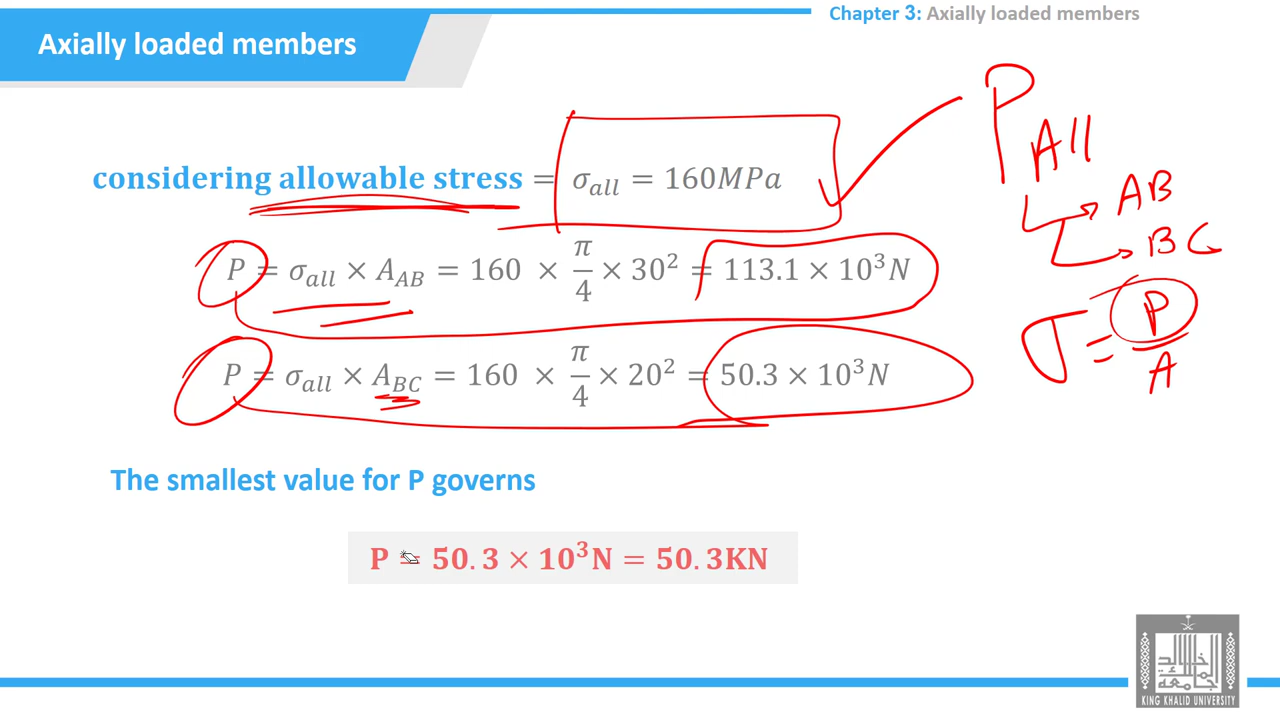 Chapter 3: Axially loaded members
Axially loaded members
considering allowable stress = σall = 160MPa
P = σall × AAB = 160 × π/4 × 30² = 113.1 × 10³N
P = σall × ABC = 160 × π/4 × 20² = 50.3 × 10³N
The smallest value for P governs
P = 50.3 × 10³N = 50.3KN
P All
AB
BC
σ = P/A
KING KHALID UNIVERSITY